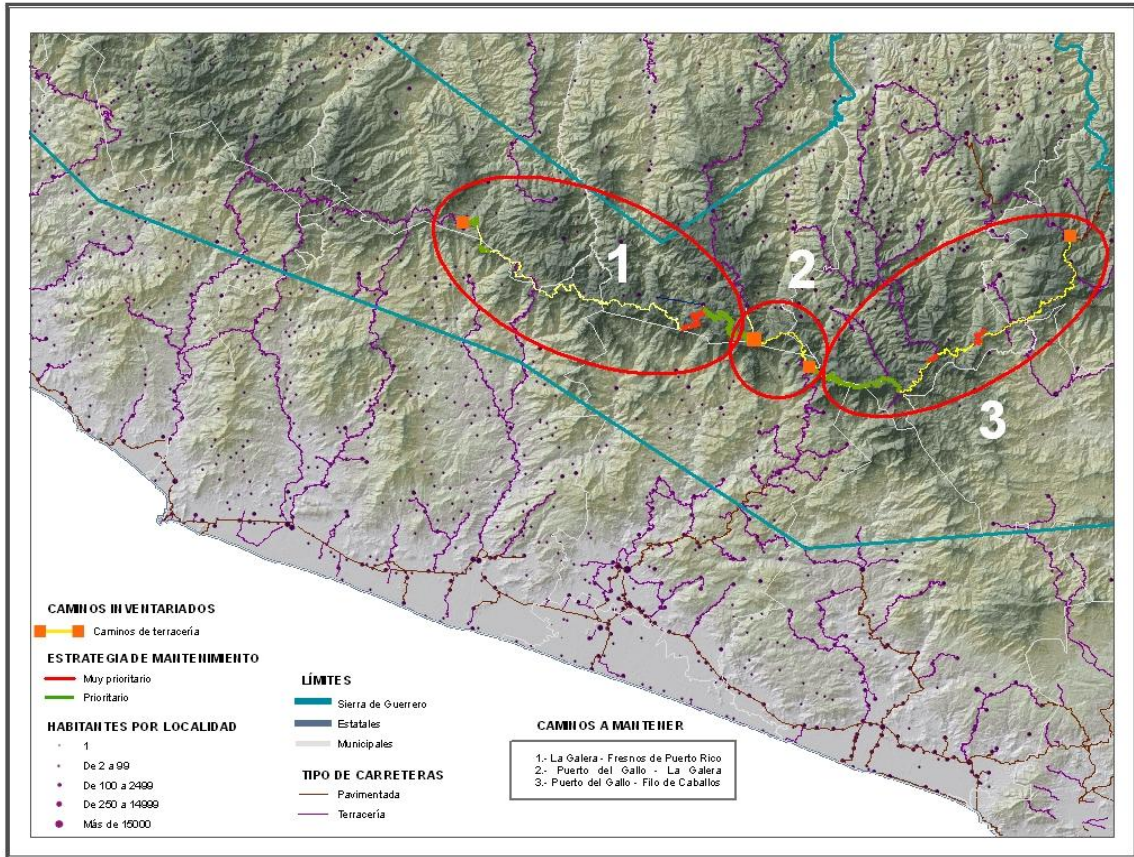 1
2
3
CAMINOS INVENTARIADOS
Caminos de terracería
ESTRATEGIA DE MANTENIMIENTO
Muy prioritario
Prioritario
HABITANTES POR LOCALIDAD
1
De 2 a 99
De 100 a 2499
De 250 a 14999
Más de 15000
LÍMITES
Sierra de Guerrero
Estatales
Municipales
TIPO DE CARRETERAS
Pavimentada
Terracería
CAMINOS A MANTENER
1.- La Galera - Fresnos de Puerto Rico
2.- Puerto del Gallo - La Galera
3.- Puerto del Gallo - Filo de Caballos